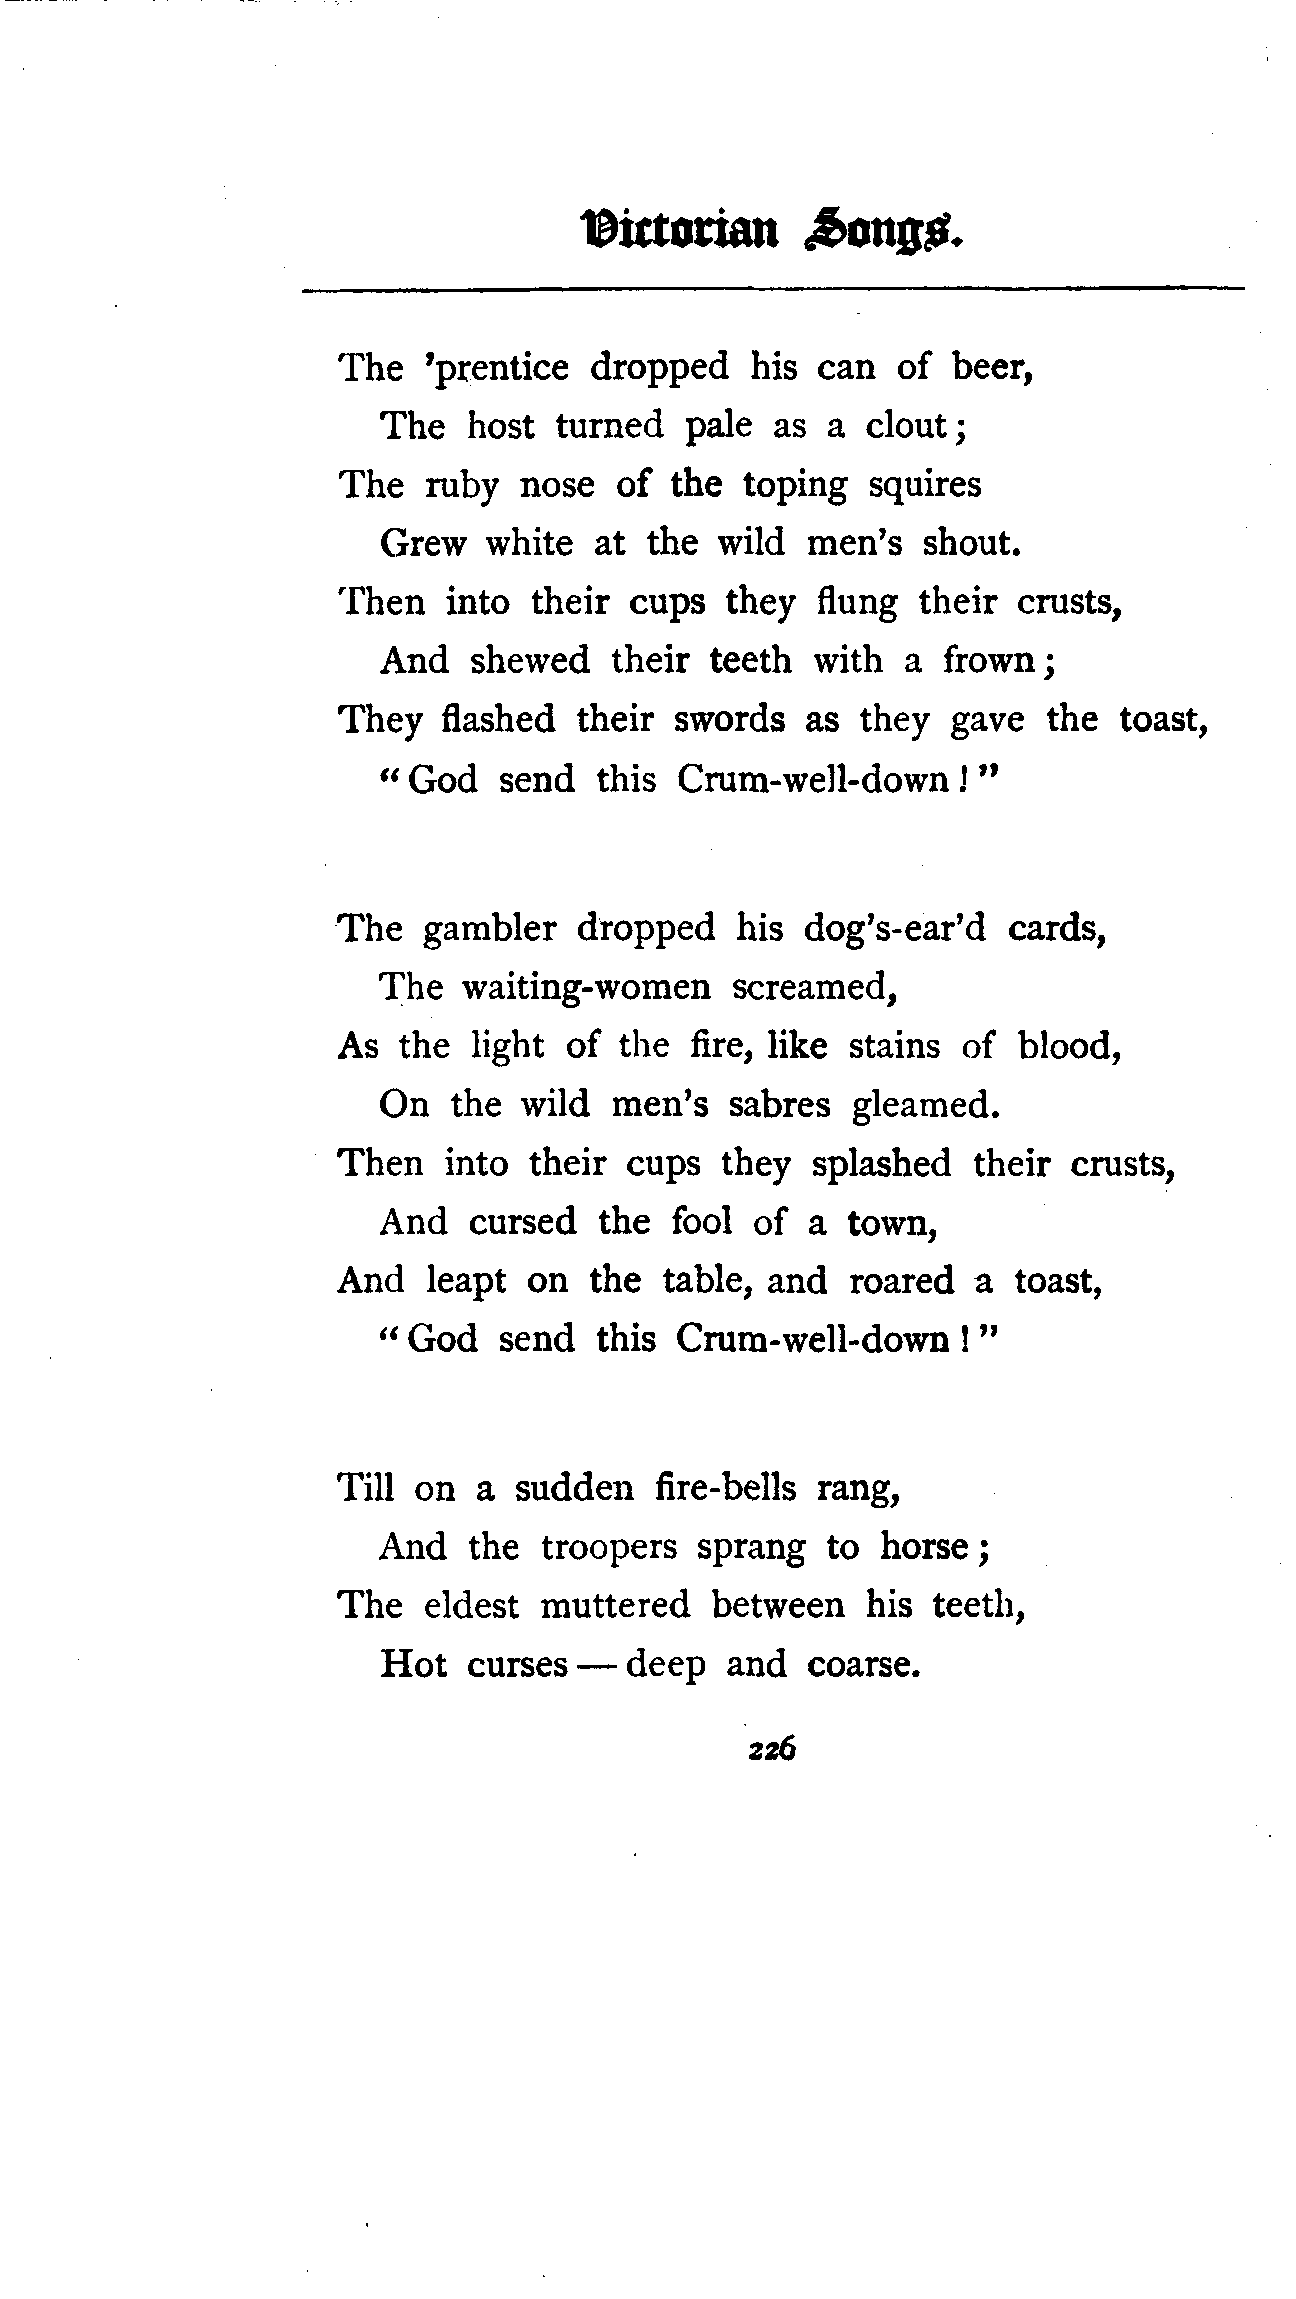 Victorian Songs.
The 'prentice dropped his can of beer,
The host turned pale as a clout;
The ruby nose of the toping squires
Grew white at the wild men's shout.
Then into their cups they flung their crusts,
And shewed their teeth with a frown;
They flashed their swords as they gave the toast,
"God send this Crum-well-down!"
The gambler dropped his dog's-ear'd cards,
The waiting-women screamed,
As the light of the fire, like stains of blood,
On the wild men's sabres gleamed.
Then into their cups they splashed their crusts,
And cursed the fool of a town,
And leapt on the table, and roared a toast,
"God send this Crum-well-down!"
Till on a sudden fire-bells rang,
And the troopers sprang to horse;
The eldest muttered between his teeth,
Hot curses — deep and coarse.
226